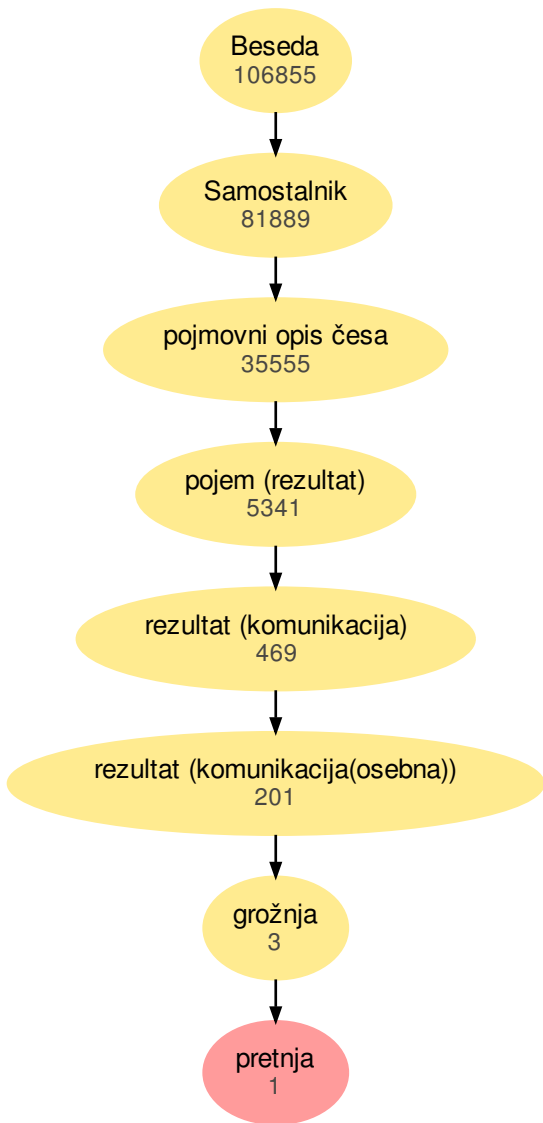 Beseda
106855
Samostalnik
81889
pojmovni opis česa
35555
pojem (rezultat)
5341
rezultat (komunikacija)
469
rezultat (komunikacija(osebna))
201
grožnja
3
pretnja
1